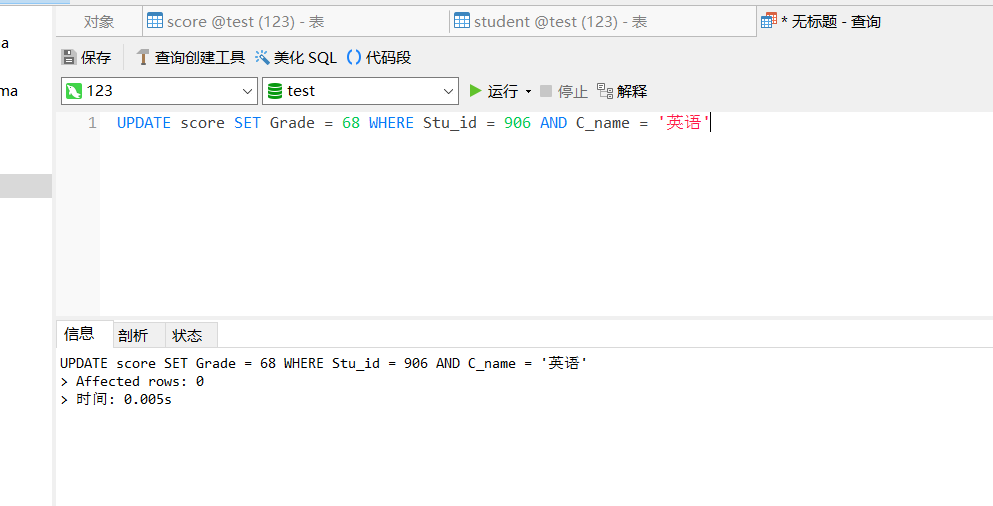 对象 score @test (123) - 表 student @test (123) - 表 * 无标题 - 查询
a
保存 查询创建工具 美化 SQL () 代码段
ma
123 test 运行 停止 解释
1 UPDATE score SET Grade = 68 WHERE Stu_id = 906 AND C_name = '英语'
信息 剖析 状态
UPDATE score SET Grade = 68 WHERE Stu_id = 906 AND C_name = '英语'
> Affected rows: 0
> 时间: 0.005s